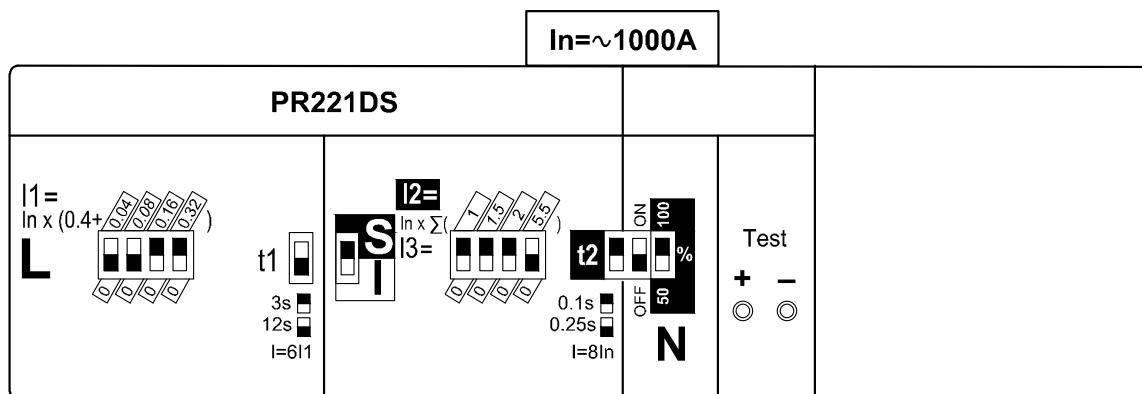 In=~1000A
PR221DS
I1=
In x (0.4+ 0.04 0.08 0.16 0.32 )
L
0 0 0 0
t1
3s
12s
I=6I1
S
I
I2=
In x ∑( 1 1.5 2 5.5 )
I3=
0 0 0 0
t2
0.1s
0.25s
I=8In
ON
OFF
100
%
50
N
Test
+ –